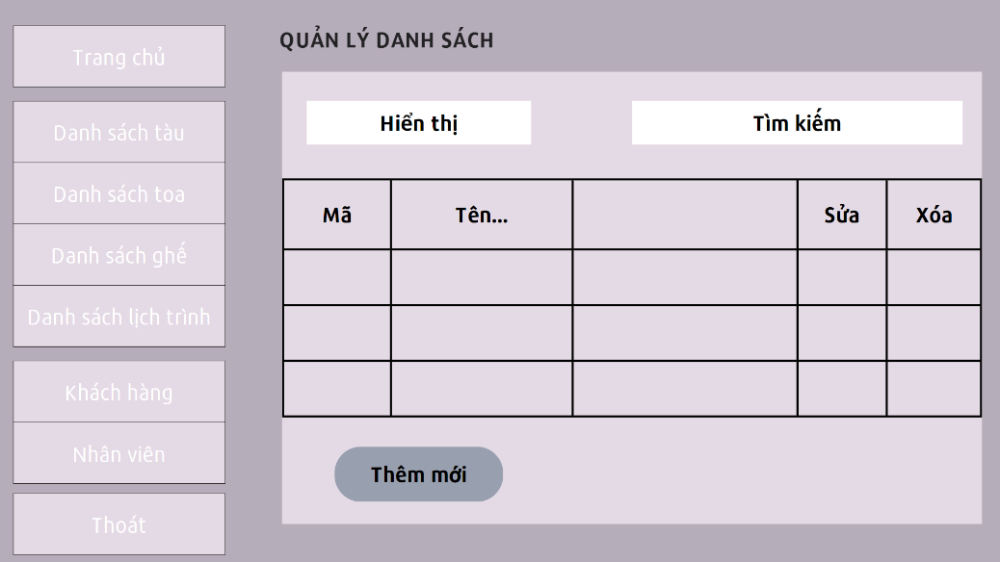 Trang chủ
Danh sách tàu
Danh sách toa
Danh sách ghế
Danh sách lịch trình
Khách hàng
Nhân viên
Thoát
QUẢN LÝ DANH SÁCH
Hiển thị
Tìm kiếm
Mã
Tên...
Sửa
Xóa
Thêm mới